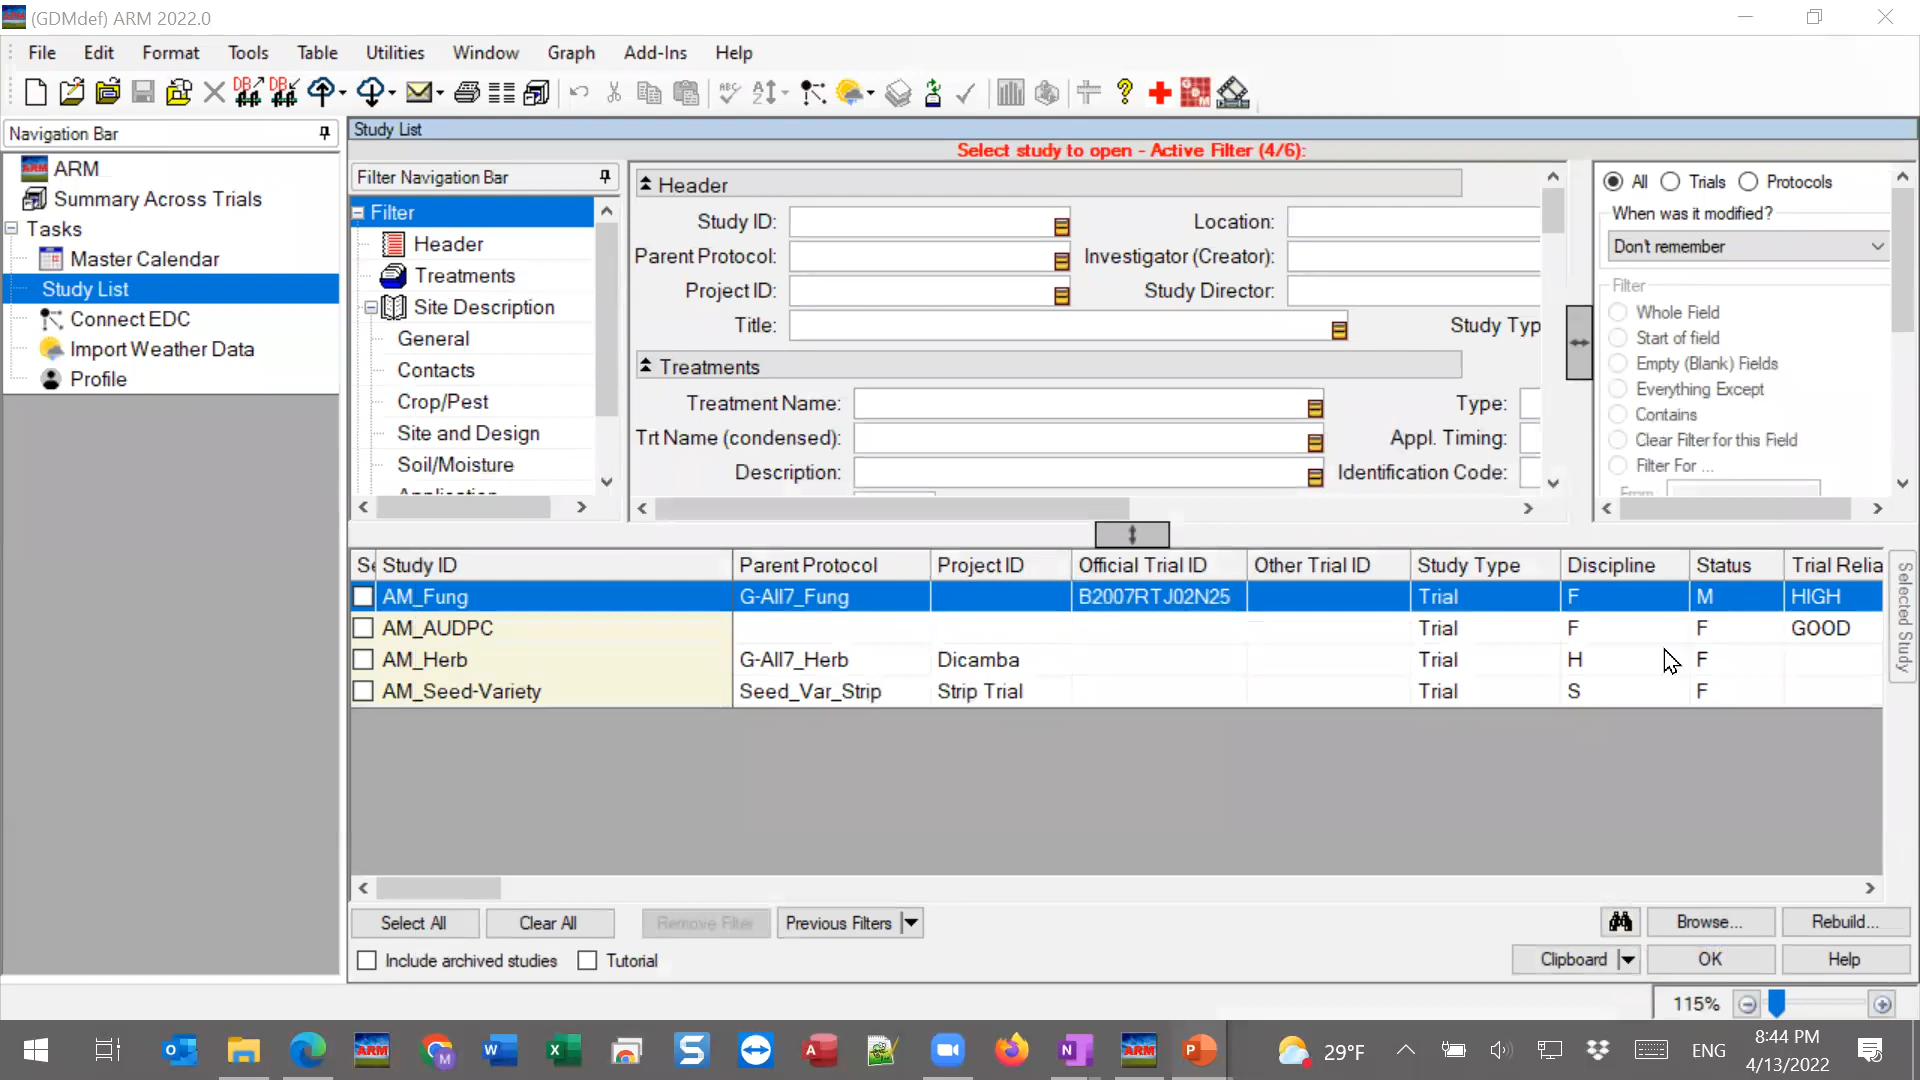 (GDMdef) ARM 2022.0
File Edit Format Tools Table Utilities Window Graph Add-Ins Help
DB DB
Navigation Bar
ARM
Summary Across Trials
Tasks
Master Calendar
Study List
Connect EDC
Import Weather Data
Profile
Study List
Select study to open - Active Filter (4/6):
Filter Navigation Bar
Filter
Header
Treatments
Site Description
General
Contacts
Crop/Pest
Site and Design
Soil/Moisture
Application
Header
Study ID: Location:
Parent Protocol: Investigator (Creator):
Project ID: Study Director:
Title: Study Typ
Treatments
Treatment Name: Type:
Trt Name (condensed): Appl. Timing:
Description: Identification Code:
All Trials Protocols
When was it modified?
Don't remember
Filter
Whole Field
Start of field
Empty (Blank) Fields
Everything Except
Contains
Clear Filter for this Field
Filter For ...
From
Se Study ID Parent Protocol Project ID Official Trial ID Other Trial ID Study Type Discipline Status Trial Relia
AM_Fung G-All7_Fung B2007RTJ02N25 Trial F M HIGH
AM_AUDPC Trial F F GOOD
AM_Herb G-All7_Herb Dicamba Trial H F
AM_Seed-Variety Seed_Var_Strip Strip Trial Trial S F
Selected Study
Select All Clear All Remove Filter Previous Filters Browse... Rebuild...
Include archived studies Tutorial Clipboard OK Help
115%
29°F ENG 8:44 PM
4/13/2022